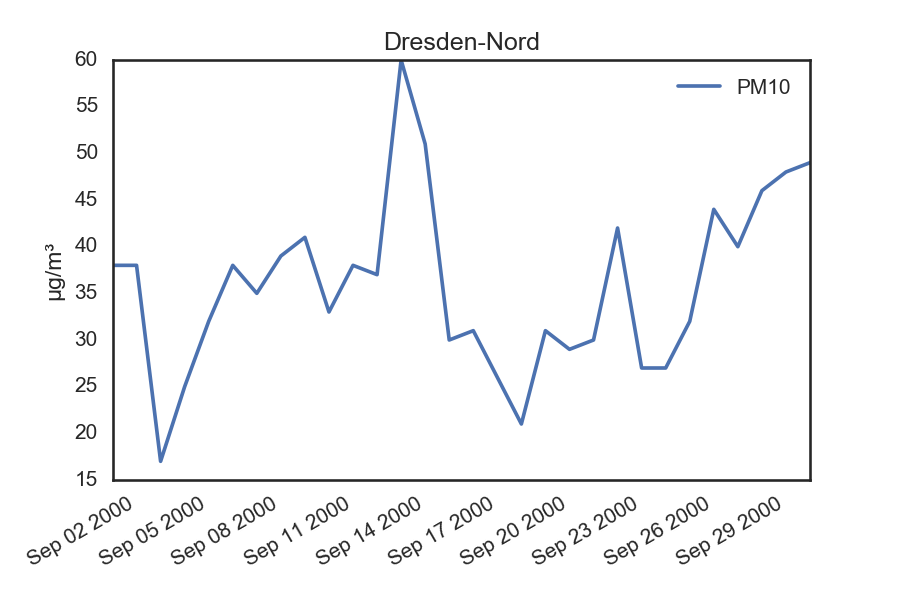 Dresden-Nord
60
55
50
45
40
35
30
25
20
15
µg/m³
PM10
Sep 02 2000
Sep 05 2000
Sep 08 2000
Sep 11 2000
Sep 14 2000
Sep 17 2000
Sep 20 2000
Sep 23 2000
Sep 26 2000
Sep 29 2000